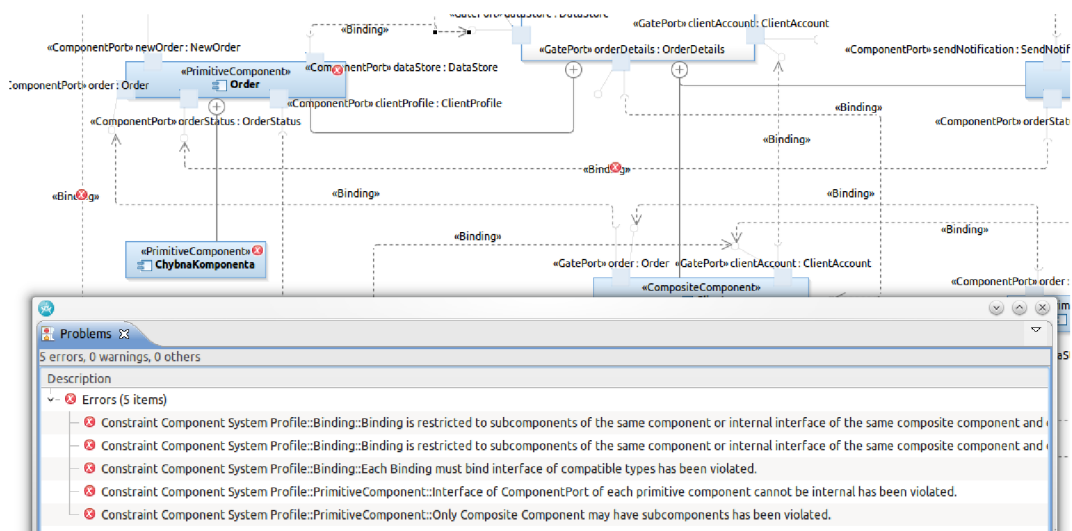 «GatePort» dataStore : DataStore
«Binding»
«GatePort» clientAccount : ClientAccount
«ComponentPort» newOrder : NewOrder
«GatePort» orderDetails : OrderDetails
«ComponentPort» sendNotification : SendNotif
«PrimitiveComponent»
«ComponentPort» dataStore : DataStore
Order
ComponentPort» order : Order
«ComponentPort» clientProfile : ClientProfile
«Binding»
«ComponentPort» orderStatus : OrderStatus
«ComponentPort» orderStat
«Binding»
«Binding»
«Binding»
«Binding»
«Binding»
«Binding»
«Binding»
«PrimitiveComponent»
ChybnaKomponenta
«GatePort» order : Order
«GatePort» clientAccount : ClientAccount
«CompositeComponent»
«ComponentPort» order :
Problems
5 errors, 0 warnings, 0 others
Description
Errors (5 items)
Constraint Component System Profile::Binding::Binding is restricted to subcomponents of the same component or internal interface of the same composite component and
Constraint Component System Profile::Binding::Binding is restricted to subcomponents of the same component or internal interface of the same composite component and
Constraint Component System Profile::Binding::Each Binding must bind interface of compatible types has been violated.
Constraint Component System Profile::PrimitiveComponent::Interface of ComponentPort of each primitive component cannot be internal has been violated.
Constraint Component System Profile::PrimitiveComponent::Only Composite Component may have subcomponents has been violated.